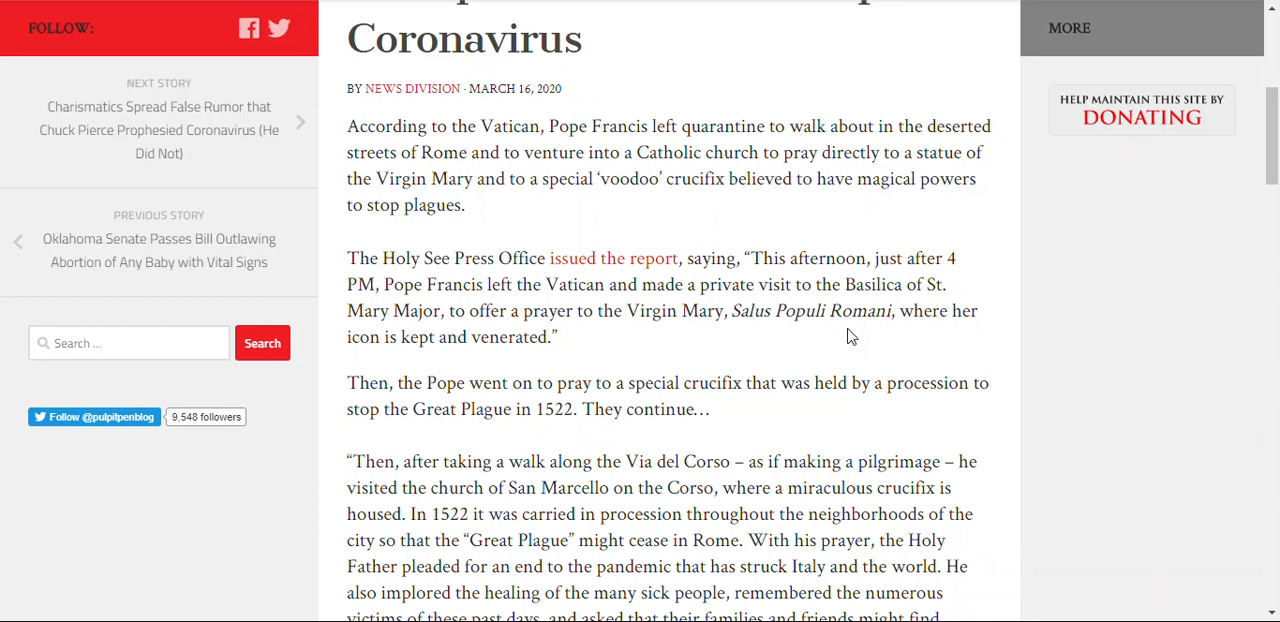 FOLLOW:
NEXT STORY
Charismatics Spread False Rumor that
Chuck Pierce Prophesied Coronavirus (He
Did Not)
PREVIOUS STORY
Oklahoma Senate Passes Bill Outlawing
Abortion of Any Baby with Vital Signs
Search ...
Search
Follow @pulpitpenblog
9,548 followers
Coronavirus
BY NEWS DIVISION · MARCH 16, 2020
According to the Vatican, Pope Francis left quarantine to walk about in the deserted
streets of Rome and to venture into a Catholic church to pray directly to a statue of
the Virgin Mary and to a special ‘voodoo’ crucifix believed to have magical powers
to stop plagues.
The Holy See Press Office issued the report, saying, “This afternoon, just after 4
PM, Pope Francis left the Vatican and made a private visit to the Basilica of St.
Mary Major, to offer a prayer to the Virgin Mary, Salus Populi Romani, where her
icon is kept and venerated.”
Then, the Pope went on to pray to a special crucifix that was held by a procession to
stop the Great Plague in 1522. They continue…
“Then, after taking a walk along the Via del Corso – as if making a pilgrimage – he
visited the church of San Marcello on the Corso, where a miraculous crucifix is
housed. In 1522 it was carried in procession throughout the neighborhoods of the
city so that the “Great Plague” might cease in Rome. With his prayer, the Holy
Father pleaded for an end to the pandemic that has struck Italy and the world. He
also implored the healing of the many sick people, remembered the numerous
victims of these past days, and asked that their families and friends might find
MORE
HELP MAINTAIN THIS SITE BY
DONATING